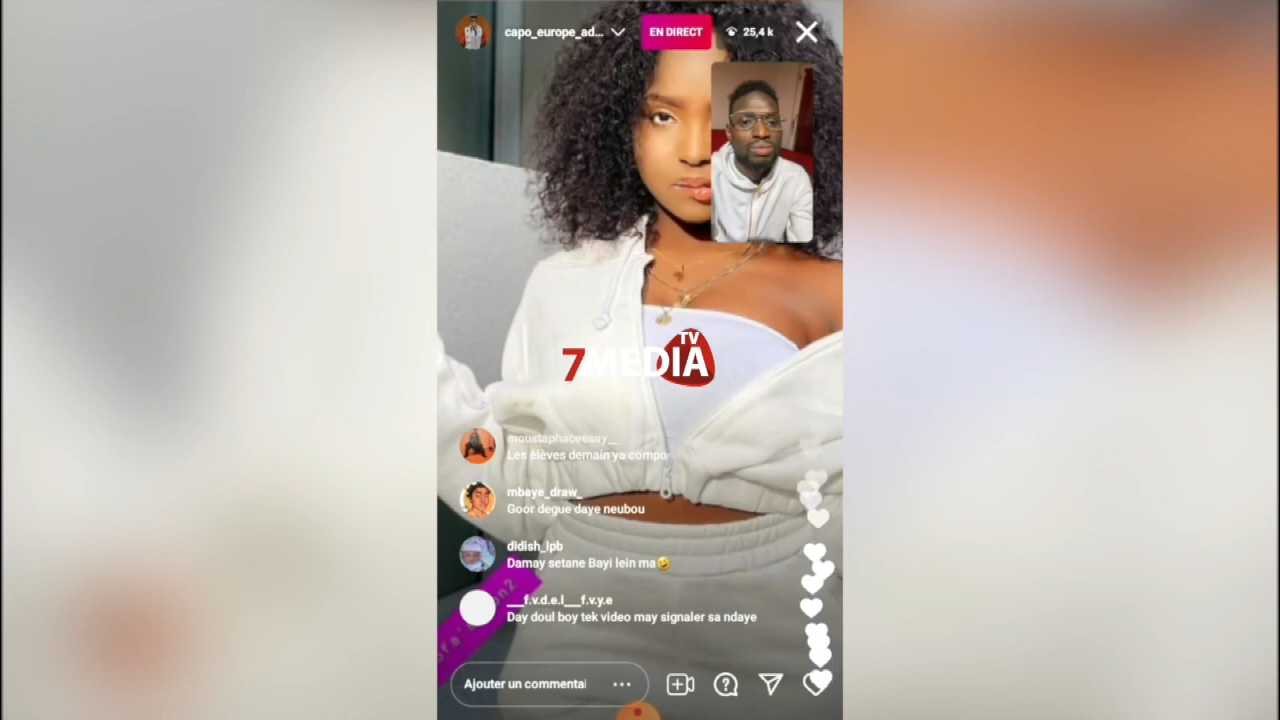 capo_europe_ad...
EN DIRECT
25,4 k
TV
7MEDIA
moustaphaceesay__
Les élèves demain ya compo
mbaye_draw_
Goor degue daye neubou
didish_lpb
Damay setane Bayi lein ma🤣
___f.v.d.e.l___f.v.y.e
Day doul boy tek video may signaler sa ndaye
Ajouter un commentai